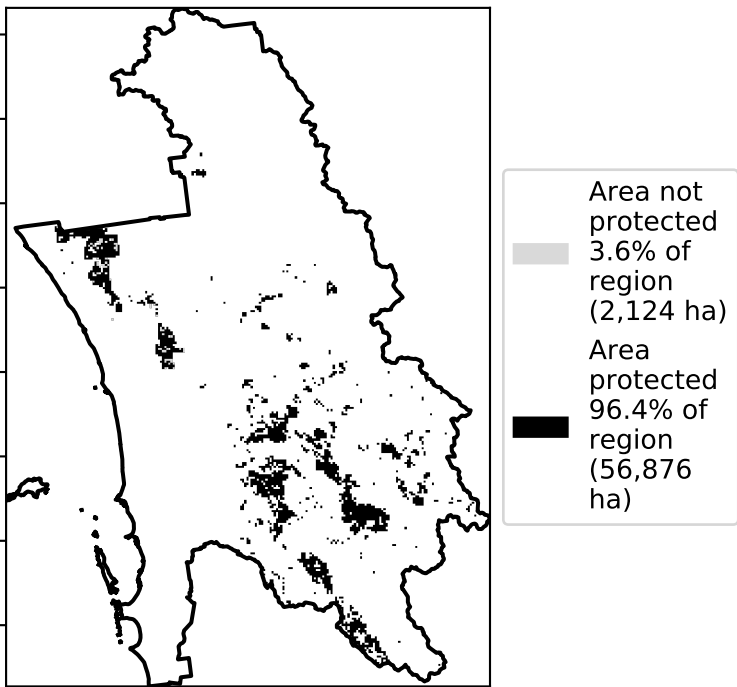 Area not
protected
3.6% of
region
(2,124 ha)
Area
protected
96.4% of
region
(56,876
ha)